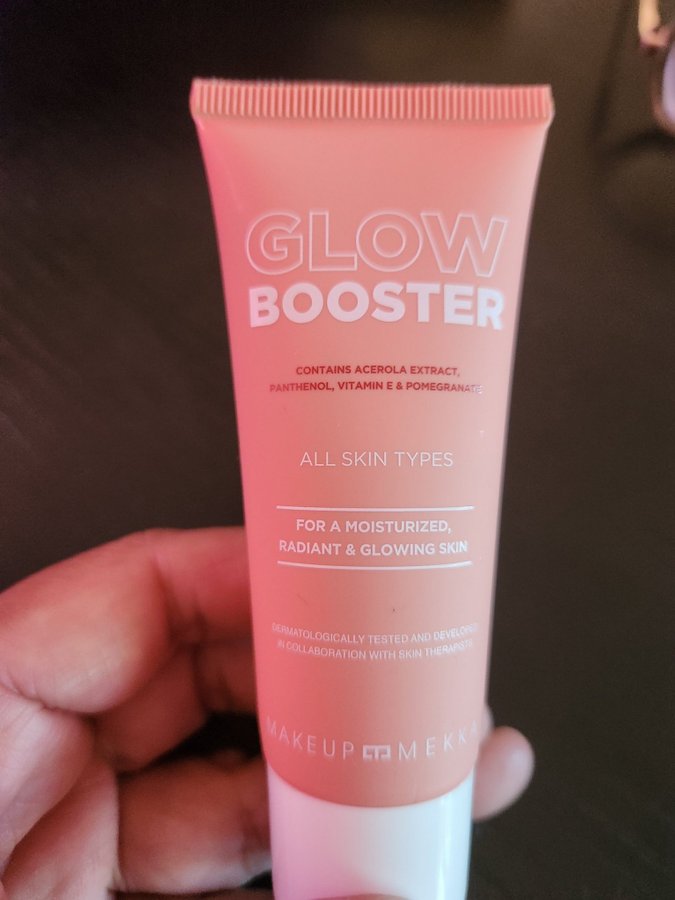 GLOW
BOOSTER
CONTAINS ACEROLA EXTRACT,
PANTHENOL, VITAMIN E & POMEGRANATE
ALL SKIN TYPES
FOR A MOISTURIZED,
RADIANT & GLOWING SKIN
DERMATOLOGICALLY TESTED AND DEVELOPED
IN COLLABORATION WITH SKIN THERAPISTS
MAKEUP MEKKA